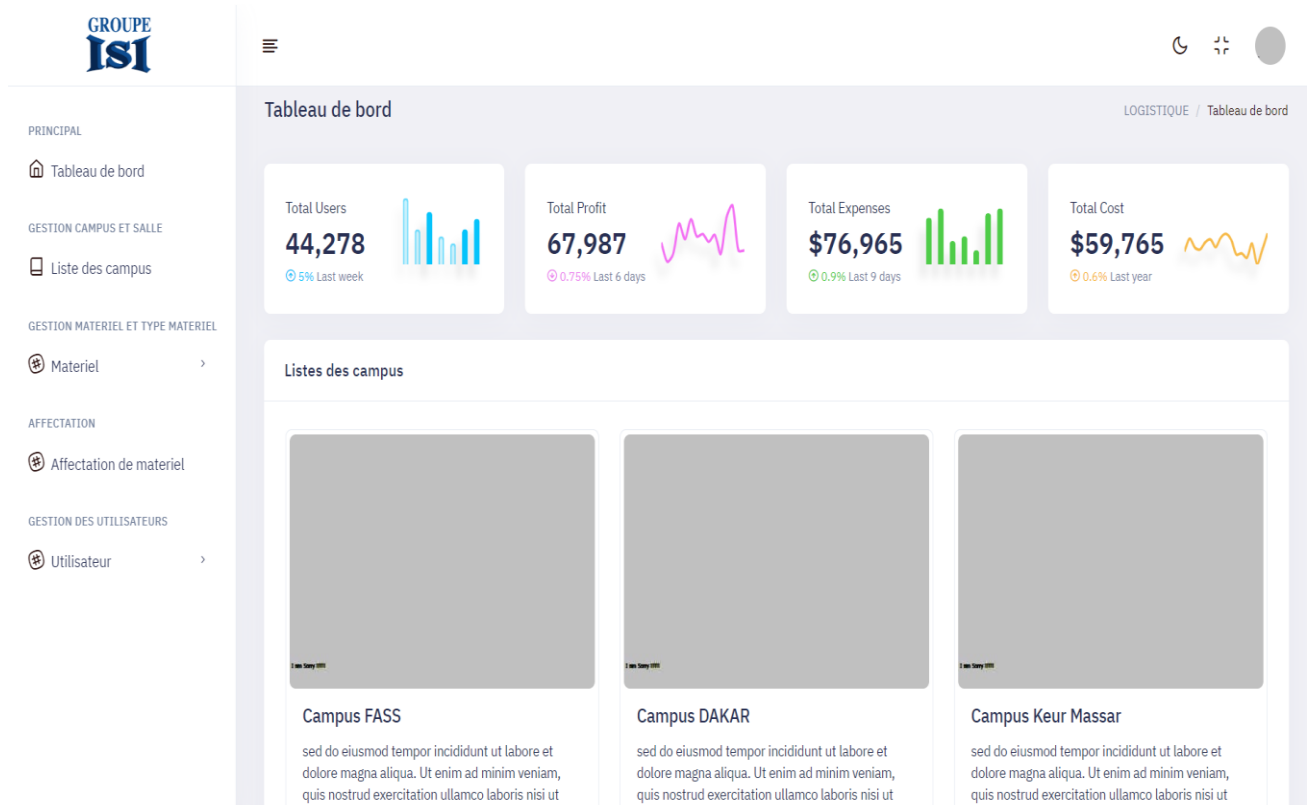 GROUPE
ISI
PRINCIPAL
Tableau de bord
GESTION CAMPUS ET SALLE
Liste des campus
GESTION MATERIEL ET TYPE MATERIEL
Materiel
AFFECTATION
Affectation de materiel
GESTION DES UTILISATEURS
Utilisateur
Tableau de bord
LOGISTIQUE / Tableau de bord
Total Users
44,278
5% Last week
Total Profit
67,987
0.75% Last 6 days
Total Expenses
$76,965
0.9% Last 9 days
Total Cost
$59,765
0.6% Last year
Listes des campus
Campus FASS
sed do eiusmod tempor incididunt ut labore et
dolore magna aliqua. Ut enim ad minim veniam,
quis nostrud exercitation ullamco laboris nisi ut
Campus DAKAR
sed do eiusmod tempor incididunt ut labore et
dolore magna aliqua. Ut enim ad minim veniam,
quis nostrud exercitation ullamco laboris nisi ut
Campus Keur Massar
sed do eiusmod tempor incididunt ut labore et
dolore magna aliqua. Ut enim ad minim veniam,
quis nostrud exercitation ullamco laboris nisi ut